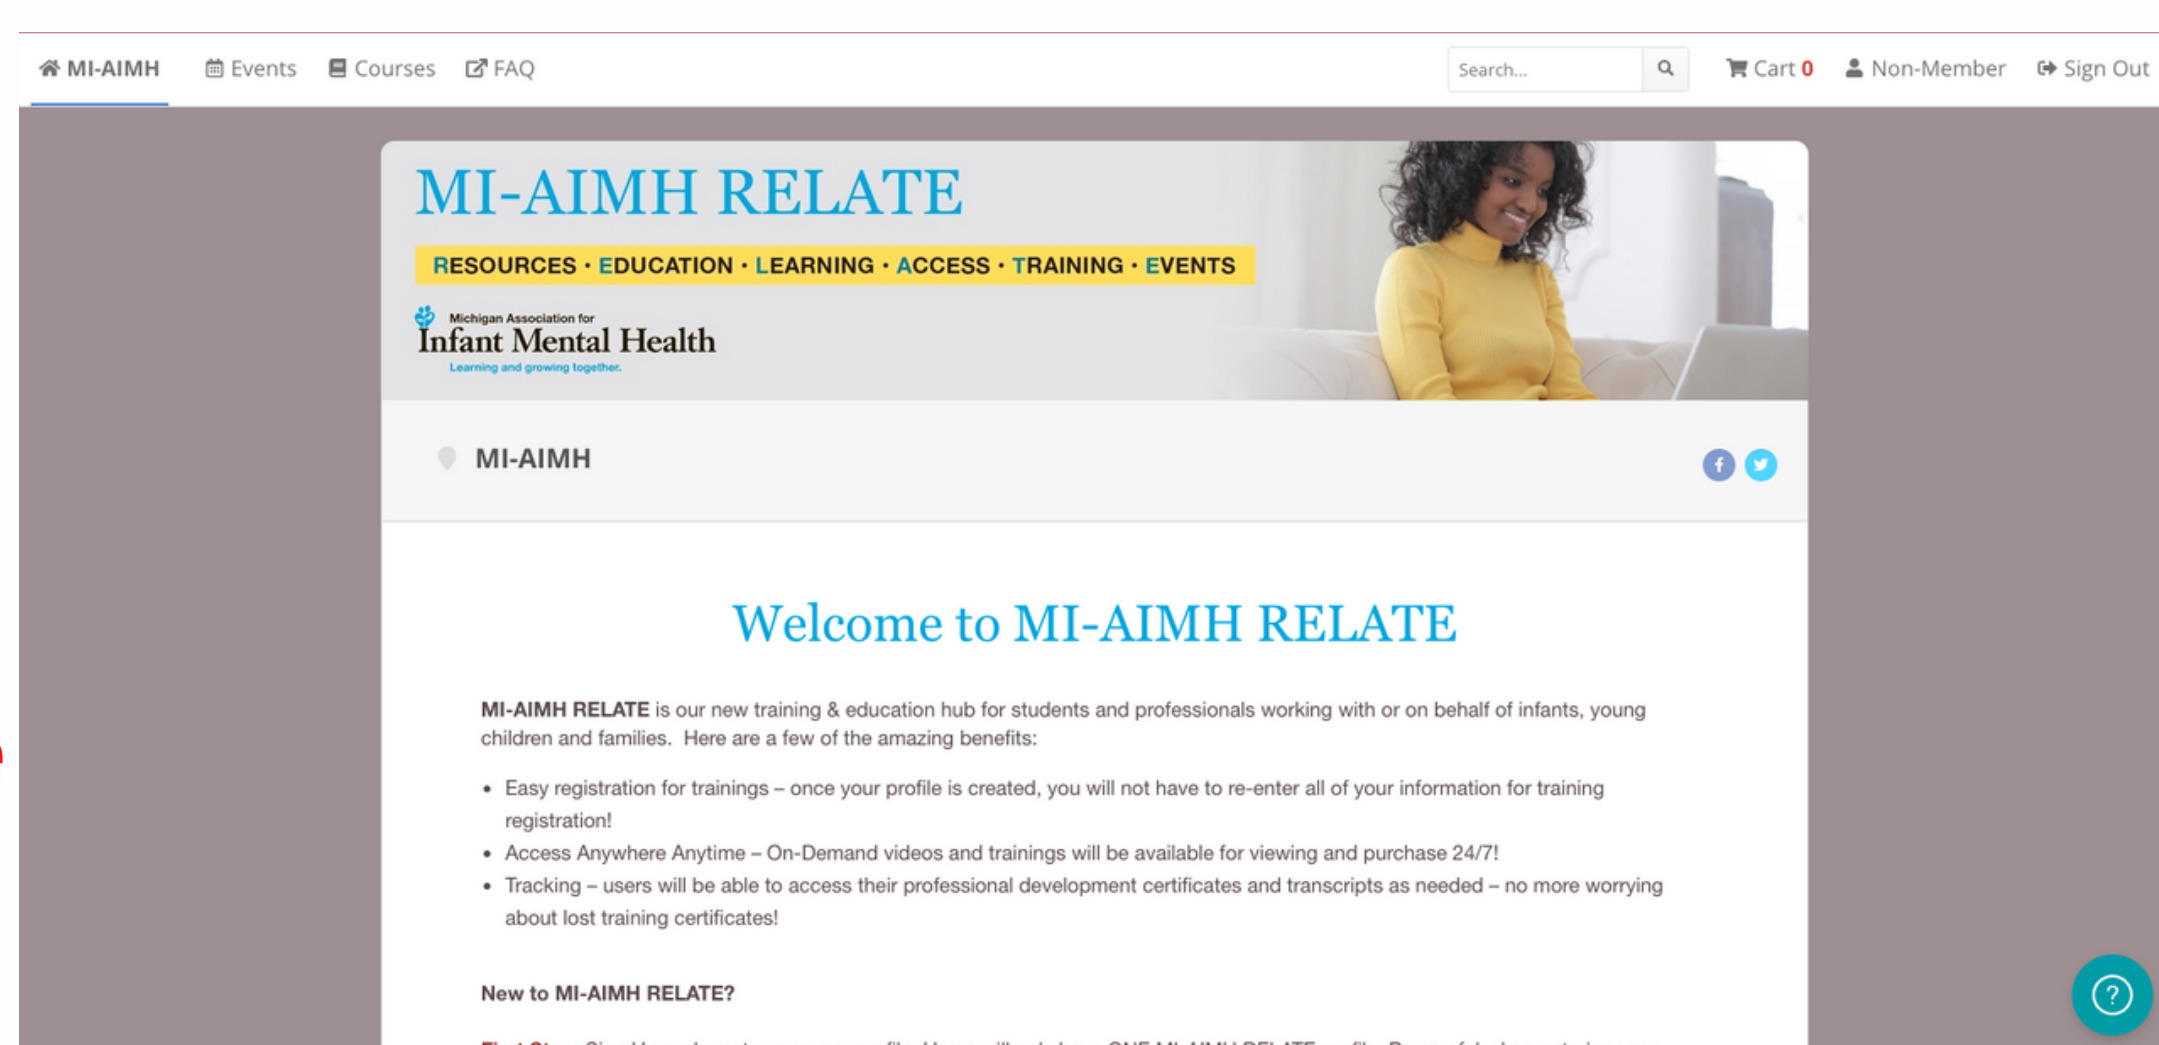 MI-AIMH Events Courses FAQ Search... Cart 0 Non-Member Sign Out
MI-AIMH RELATE
RESOURCES · EDUCATION · LEARNING · ACCESS · TRAINING · EVENTS
Michigan Association for
Infant Mental Health
Learning and growing together.
MI-AIMH
Welcome to MI-AIMH RELATE
MI-AIMH RELATE is our new training & education hub for students and professionals working with or on behalf of infants, young
children and families. Here are a few of the amazing benefits:
• Easy registration for trainings – once your profile is created, you will not have to re-enter all of your information for training
registration!
• Access Anywhere Anytime – On-Demand videos and trainings will be available for viewing and purchase 24/7!
• Tracking – users will be able to access their professional development certificates and transcripts as needed – no more worrying
about lost training certificates!
New to MI-AIMH RELATE?